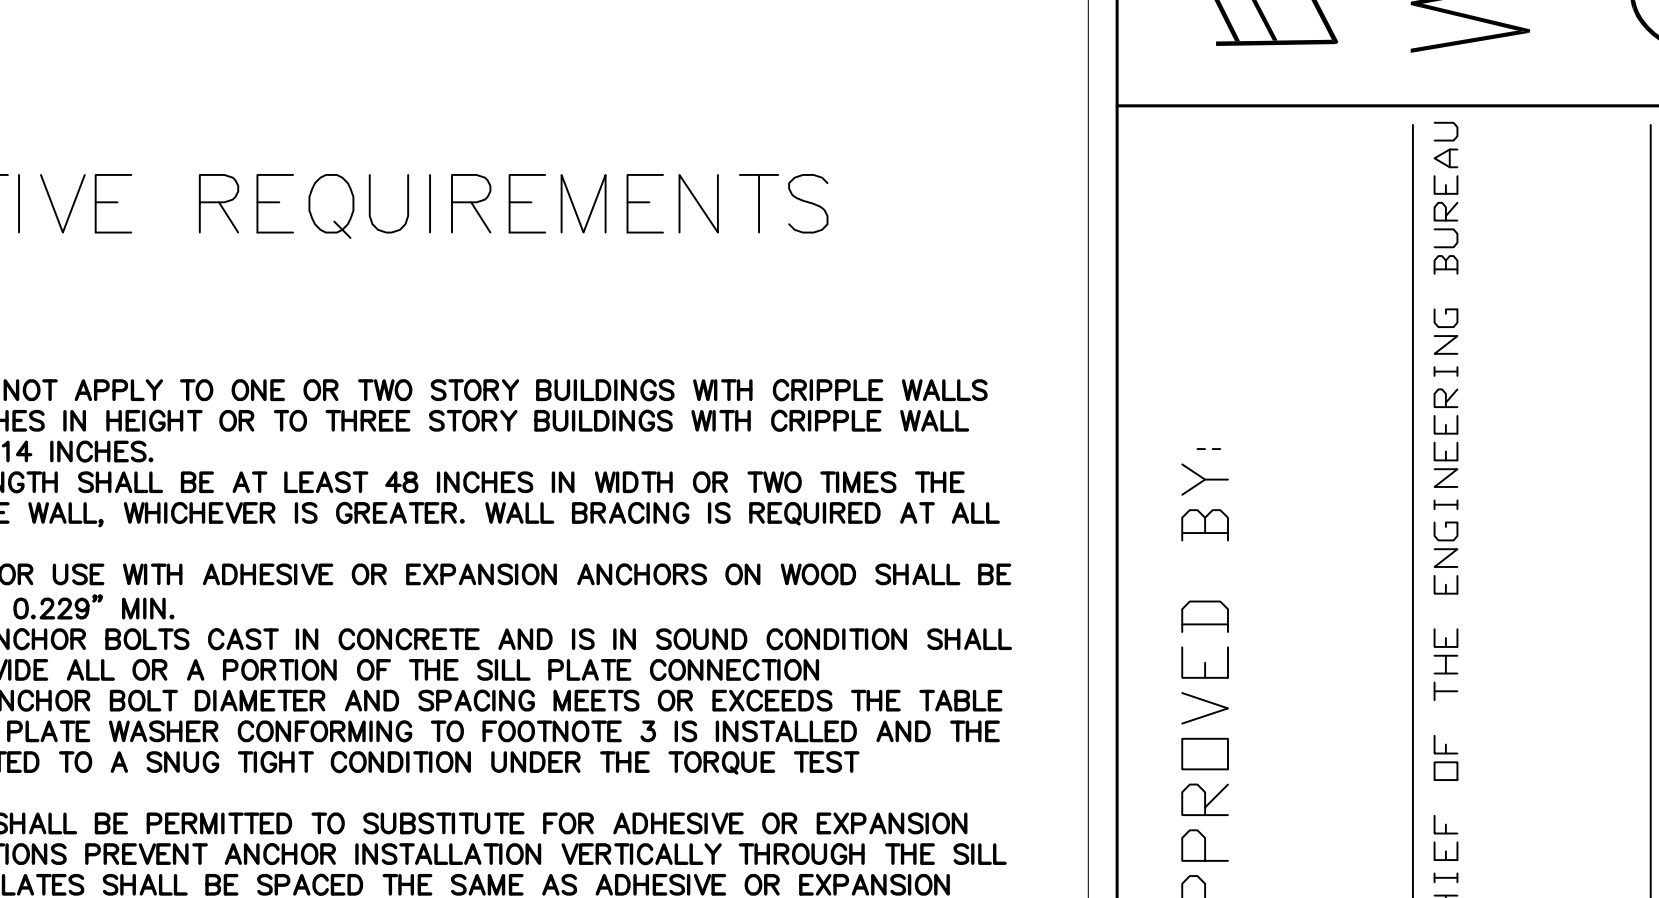 TIVE REQUIREMENTS
NOT APPLY TO ONE OR TWO STORY BUILDINGS WITH CRIPPLE WALLS
HES IN HEIGHT OR TO THREE STORY BUILDINGS WITH CRIPPLE WALL
14 INCHES.
NGTH SHALL BE AT LEAST 48 INCHES IN WIDTH OR TWO TIMES THE
E WALL, WHICHEVER IS GREATER. WALL BRACING IS REQUIRED AT ALL
OR USE WITH ADHESIVE OR EXPANSION ANCHORS ON WOOD SHALL BE
0.229” MIN.
NCHOR BOLTS CAST IN CONCRETE AND IS IN SOUND CONDITION SHALL
VIDE ALL OR A PORTION OF THE SILL PLATE CONNECTION
NCHOR BOLT DIAMETER AND SPACING MEETS OR EXCEEDS THE TABLE
PLATE WASHER CONFORMING TO FOOTNOTE 3 IS INSTALLED AND THE
TED TO A SNUG TIGHT CONDITION UNDER THE TORQUE TEST
SHALL BE PERMITTED TO SUBSTITUTE FOR ADHESIVE OR EXPANSION
TIONS PREVENT ANCHOR INSTALLATION VERTICALLY THROUGH THE SILL
LATES SHALL BE SPACED THE SAME AS ADHESIVE OR EXPANSION
PPROVED BY:
HIEF OF THE ENGINEERING BUREAU